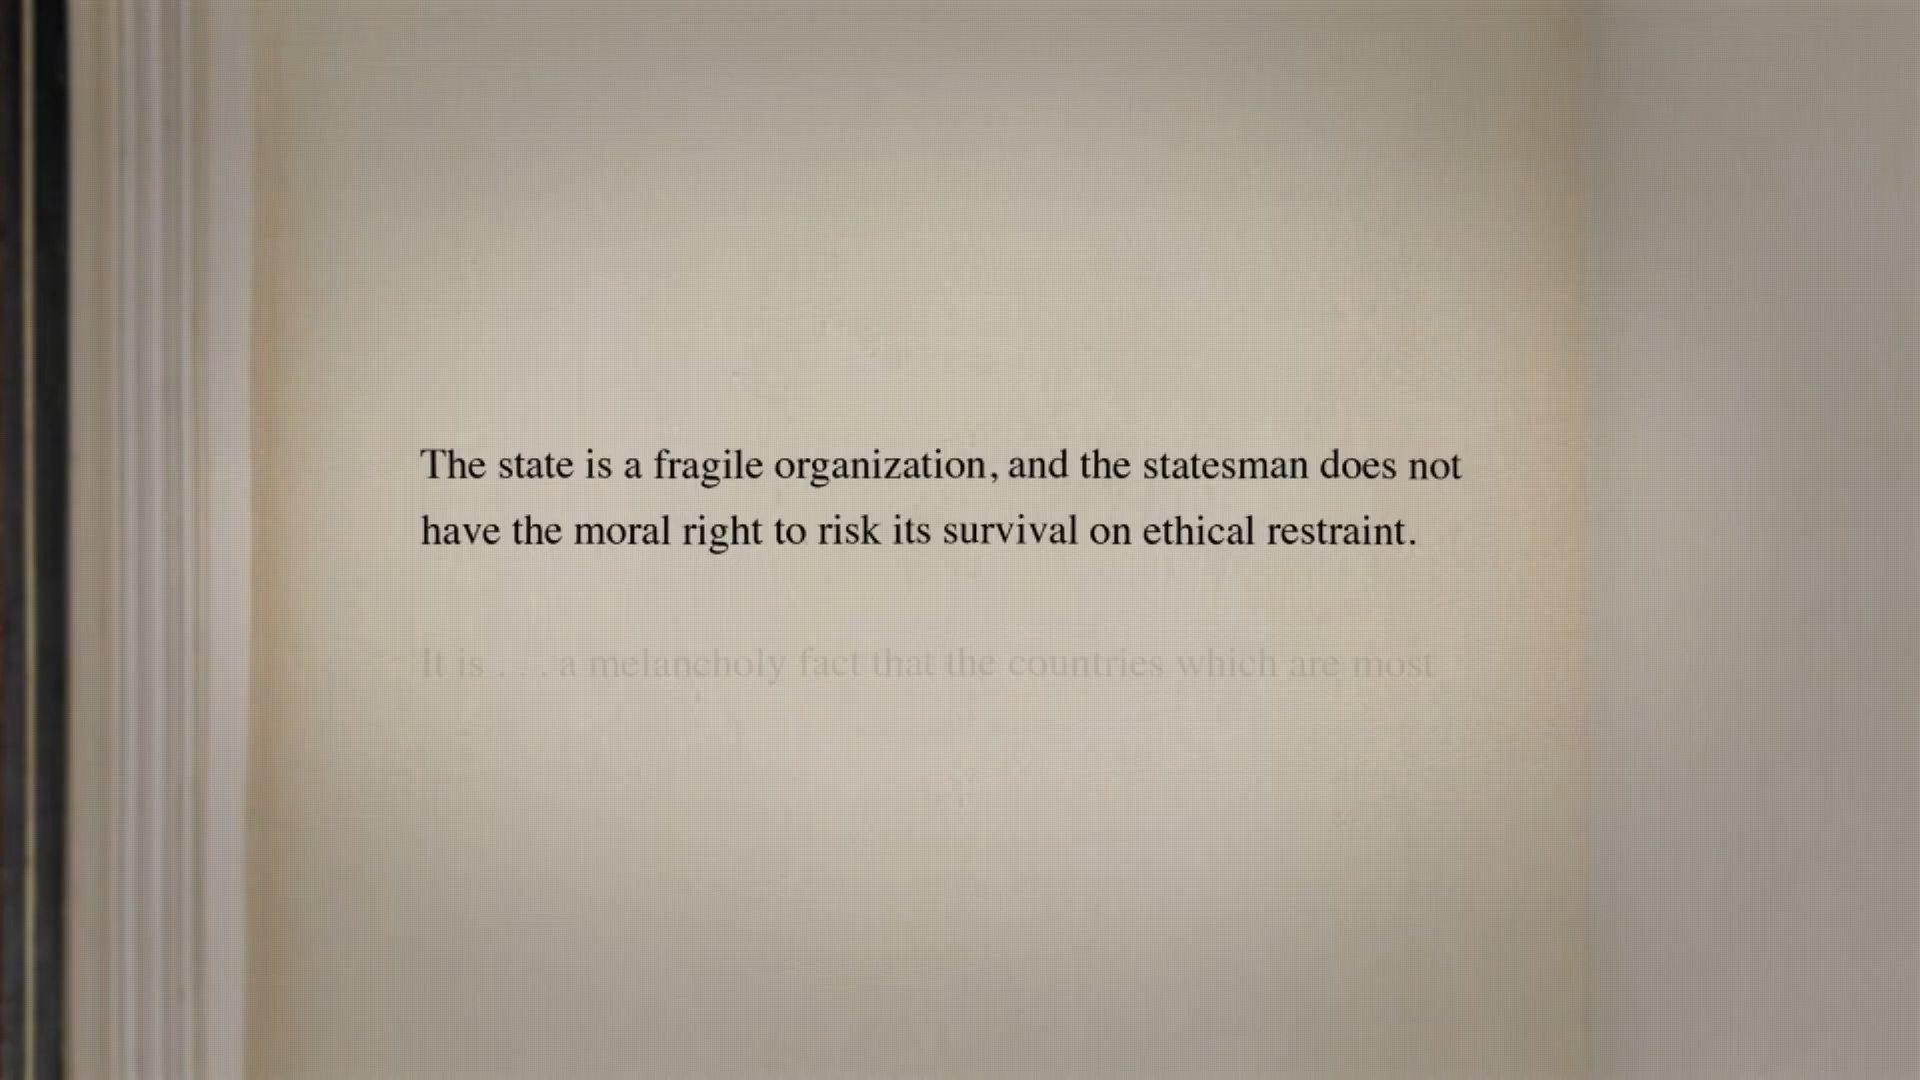 The state is a fragile organization, and the statesman does not
have the moral right to risk its survival on ethical restraint.
It is . . . a melancholy fact that the countries which are most